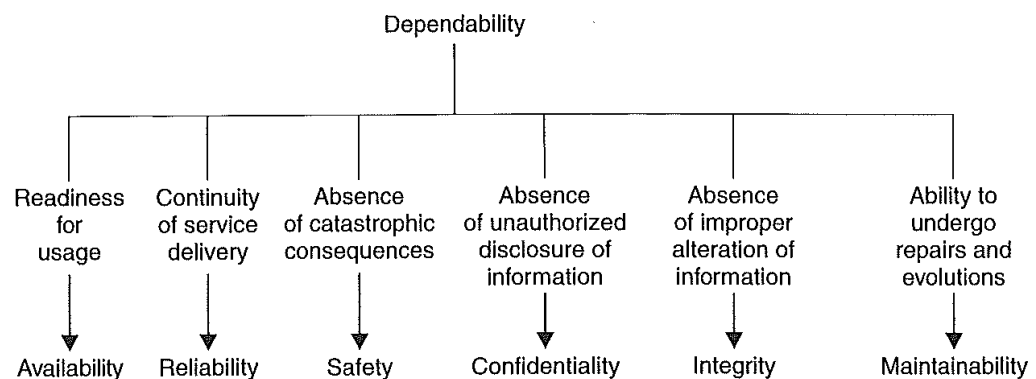 Dependability
Readiness
for
usage
Continuity
of service
delivery
Absence
of catastrophic
consequences
Absence
of unauthorized
disclosure of
information
Absence
of improper
alteration of
information
Ability to
undergo
repairs and
evolutions
Availability
Reliability
Safety
Confidentiality
Integrity
Maintainability